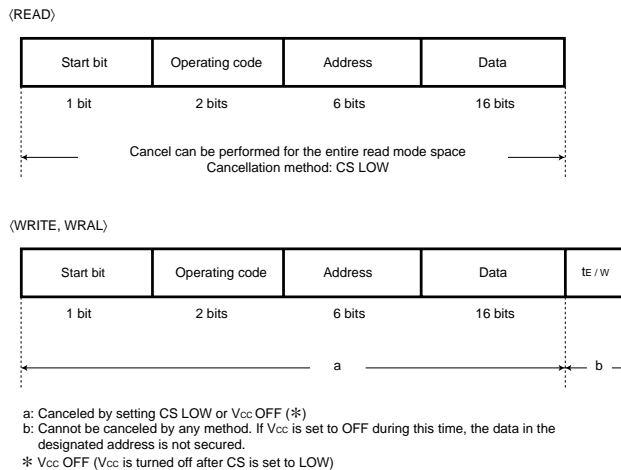 〈READ〉
Start bit Operating code Address Data
1 bit 2 bits 6 bits 16 bits
Cancel can be performed for the entire read mode space
Cancellation method: CS LOW
〈WRITE, WRAL〉
Start bit Operating code Address Data tE / W
1 bit 2 bits 6 bits 16 bits
a b
a: Canceled by setting CS LOW or VCC OFF (＊)
b: Cannot be canceled by any method. If VCC is set to OFF during this time, the data in the
designated address is not secured.
＊ VCC OFF (VCC is turned off after CS is set to LOW)